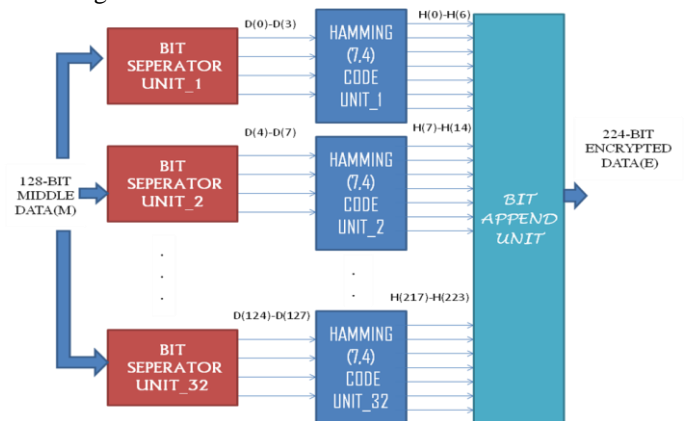 D(0)-D(3)
H(0)-H(6)
BIT
SEPERATOR
UNIT_1
HAMMING
(7,4)
CODE
UNIT_1
D(4)-D(7)
H(7)-H(14)
128-BIT
MIDDLE
DATA(M)
BIT
SEPERATOR
UNIT_2
HAMMING
(7,4)
CODE
UNIT_2
BIT
APPEND
UNIT
224-BIT
ENCRYPTED
DATA(E)
D(124)-D(127)
H(217)-H(223)
BIT
SEPERATOR
UNIT_32
HAMMING
(7,4)
CODE
UNIT_32